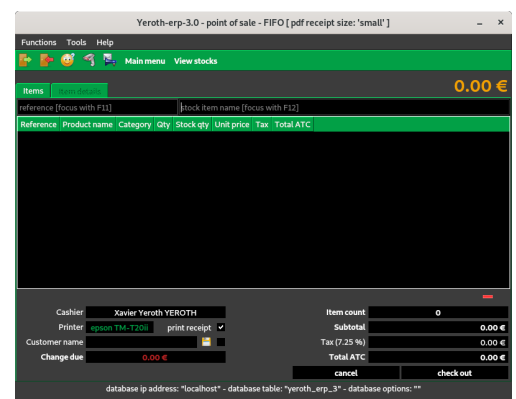 Yeroth-erp-3.0 - point of sale - FIFO [ pdf receipt size: 'small' ]
Functions Tools Help
Main menu View stocks
Items Item details 0.00 €
reference [focus with F11] stock item name [focus with F12]
Reference Product name Category Qty Stock qty Unit price Tax Total ATC
Cashier Xavier Yeroth YEROTH Item count 0
Printer epson TM-T20ii print receipt Subtotal 0.00 €
Customer name Tax (7.25 %) 0.00 €
Change due 0.00 € Total ATC 0.00 €
cancel check out
database ip address: "localhost" - database table: "yeroth_erp_3" - database options: ""